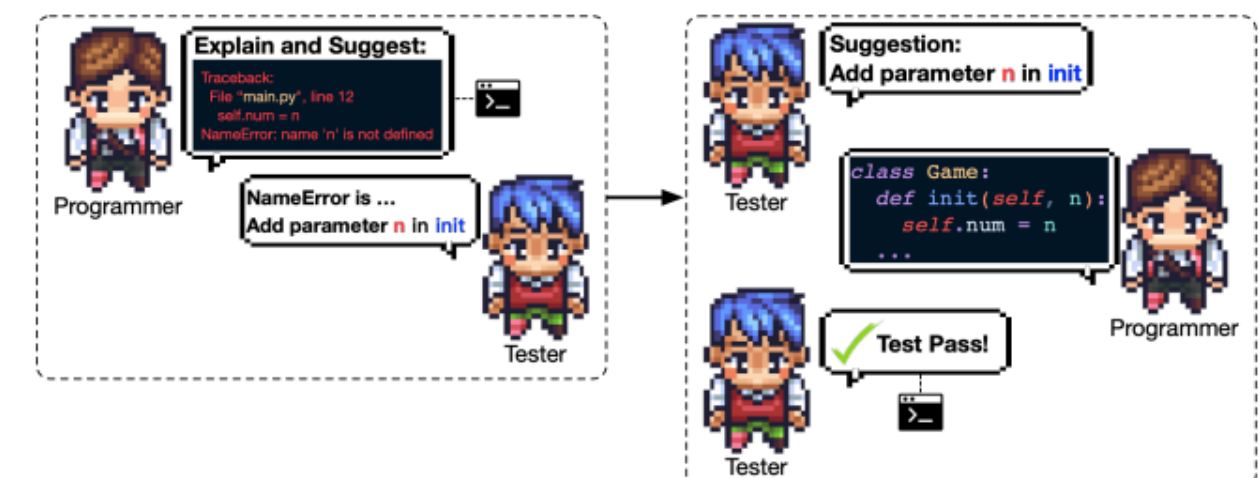 Explain and Suggest:
Traceback:
File "main.py", line 12
self.num = n
NameError: name 'n' is not defined
Programmer
NameError is ...
Add parameter n in init
Tester
Suggestion:
Add parameter n in init
Tester
class Game:
def init(self, n):
self.num = n
...
Programmer
Test Pass!
Tester